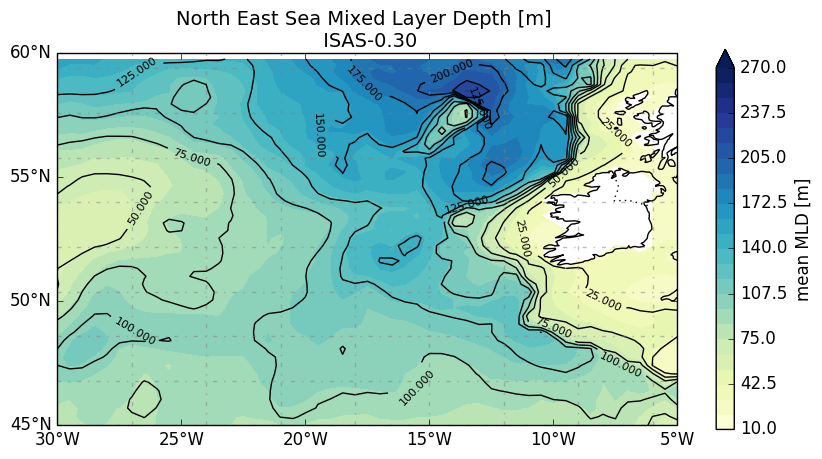 North East Sea Mixed Layer Depth [m]
ISAS-0.30
60°N
55°N
50°N
45°N
30°W
25°W
20°W
15°W
10°W
5°W
125.000
175.000
200.000
150.000
75.000
25.000
50.000
50.000
125.000
25.000
25.000
75.000
100.000
100.000
100.000
270.0
237.5
205.0
172.5
140.0
107.5
75.0
42.5
10.0
mean MLD [m]